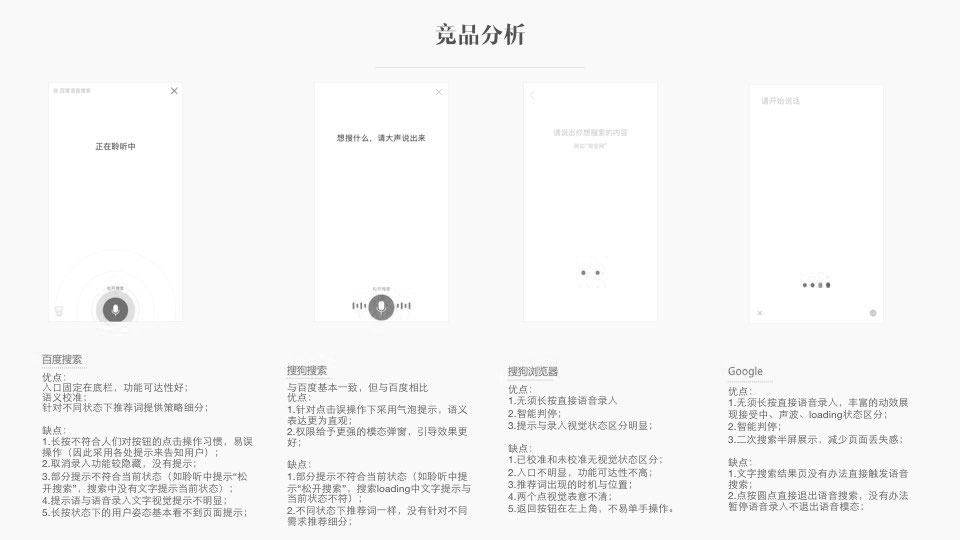 竞品分析
百度语音搜索
正在聆听中
松开搜索
想搜什么，请大声说出来
松开搜索
请说出你想搜索的内容
请开始说话
百度搜索
优点：
入口固定在底栏，功能可达性好；
语义校准；
针对不同状态下推荐词提供策略细分；
缺点：
1.长按不符合人们对按钮的点击操作习惯，易误
操作（因此采用各处提示来告知用户）；
2.取消录入功能较隐藏，没有提示；
3.部分提示不符合当前状态（如聆听中提示“松
开搜索”，搜索中没有文字提示当前状态）；
4.提示语与语音录入文字视觉提示不明显；
5.长按状态下的用户姿态基本看不到页面提示；
搜狗搜索
与百度基本一致，但与百度相比
优点：
1.针对点击误操作下采用气泡提示，语义
表达更为直观；
2.权限给予更强的模态弹窗，引导效果更
好；
缺点：
1.部分提示不符合当前状态（如聆听中提
示“松开搜索”，搜索loading中文字提示与
当前状态不符）；
2.不同状态下推荐词一样，没有针对不同
需求推荐细分；
搜狗浏览器
优点：
1.无须长按直接语音录入
2.智能判停；
3.提示与录入视觉状态区分明显；
缺点：
1.已校准和未校准无视觉状态区分；
2.入口不明显，功能可达性不高；
3.推荐词出现的时机与位置；
4.两个点视觉表意不清；
5.返回按钮在左上角，不易单手操作。
Google
优点：
1.无须长按直接语音录入，丰富的动效展
现接受中、声波、loading状态区分；
2.智能判停；
3.二次搜索半屏展示，减少页面丢失感；
缺点：
1.文字搜索结果页没有办法直接触发语音
搜索；
2.点按圆点直接退出语音搜索，没有办法
暂停语音录入不退出语音模态；